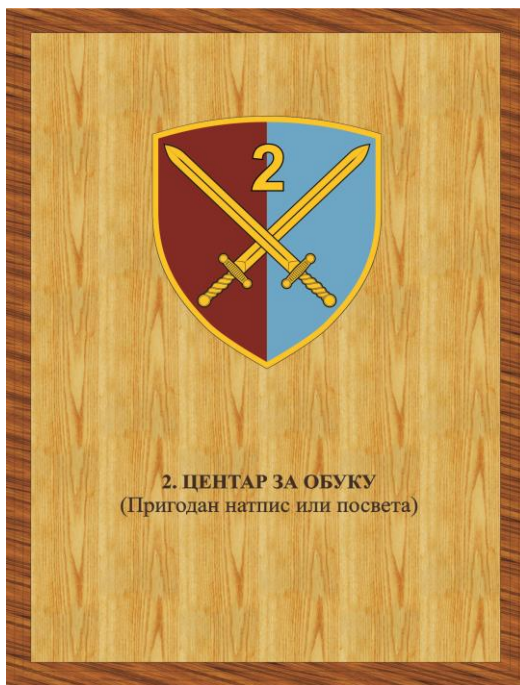 2
2. ЦЕНТАР ЗА ОБУКУ
(Пригодан натпис или посвета)